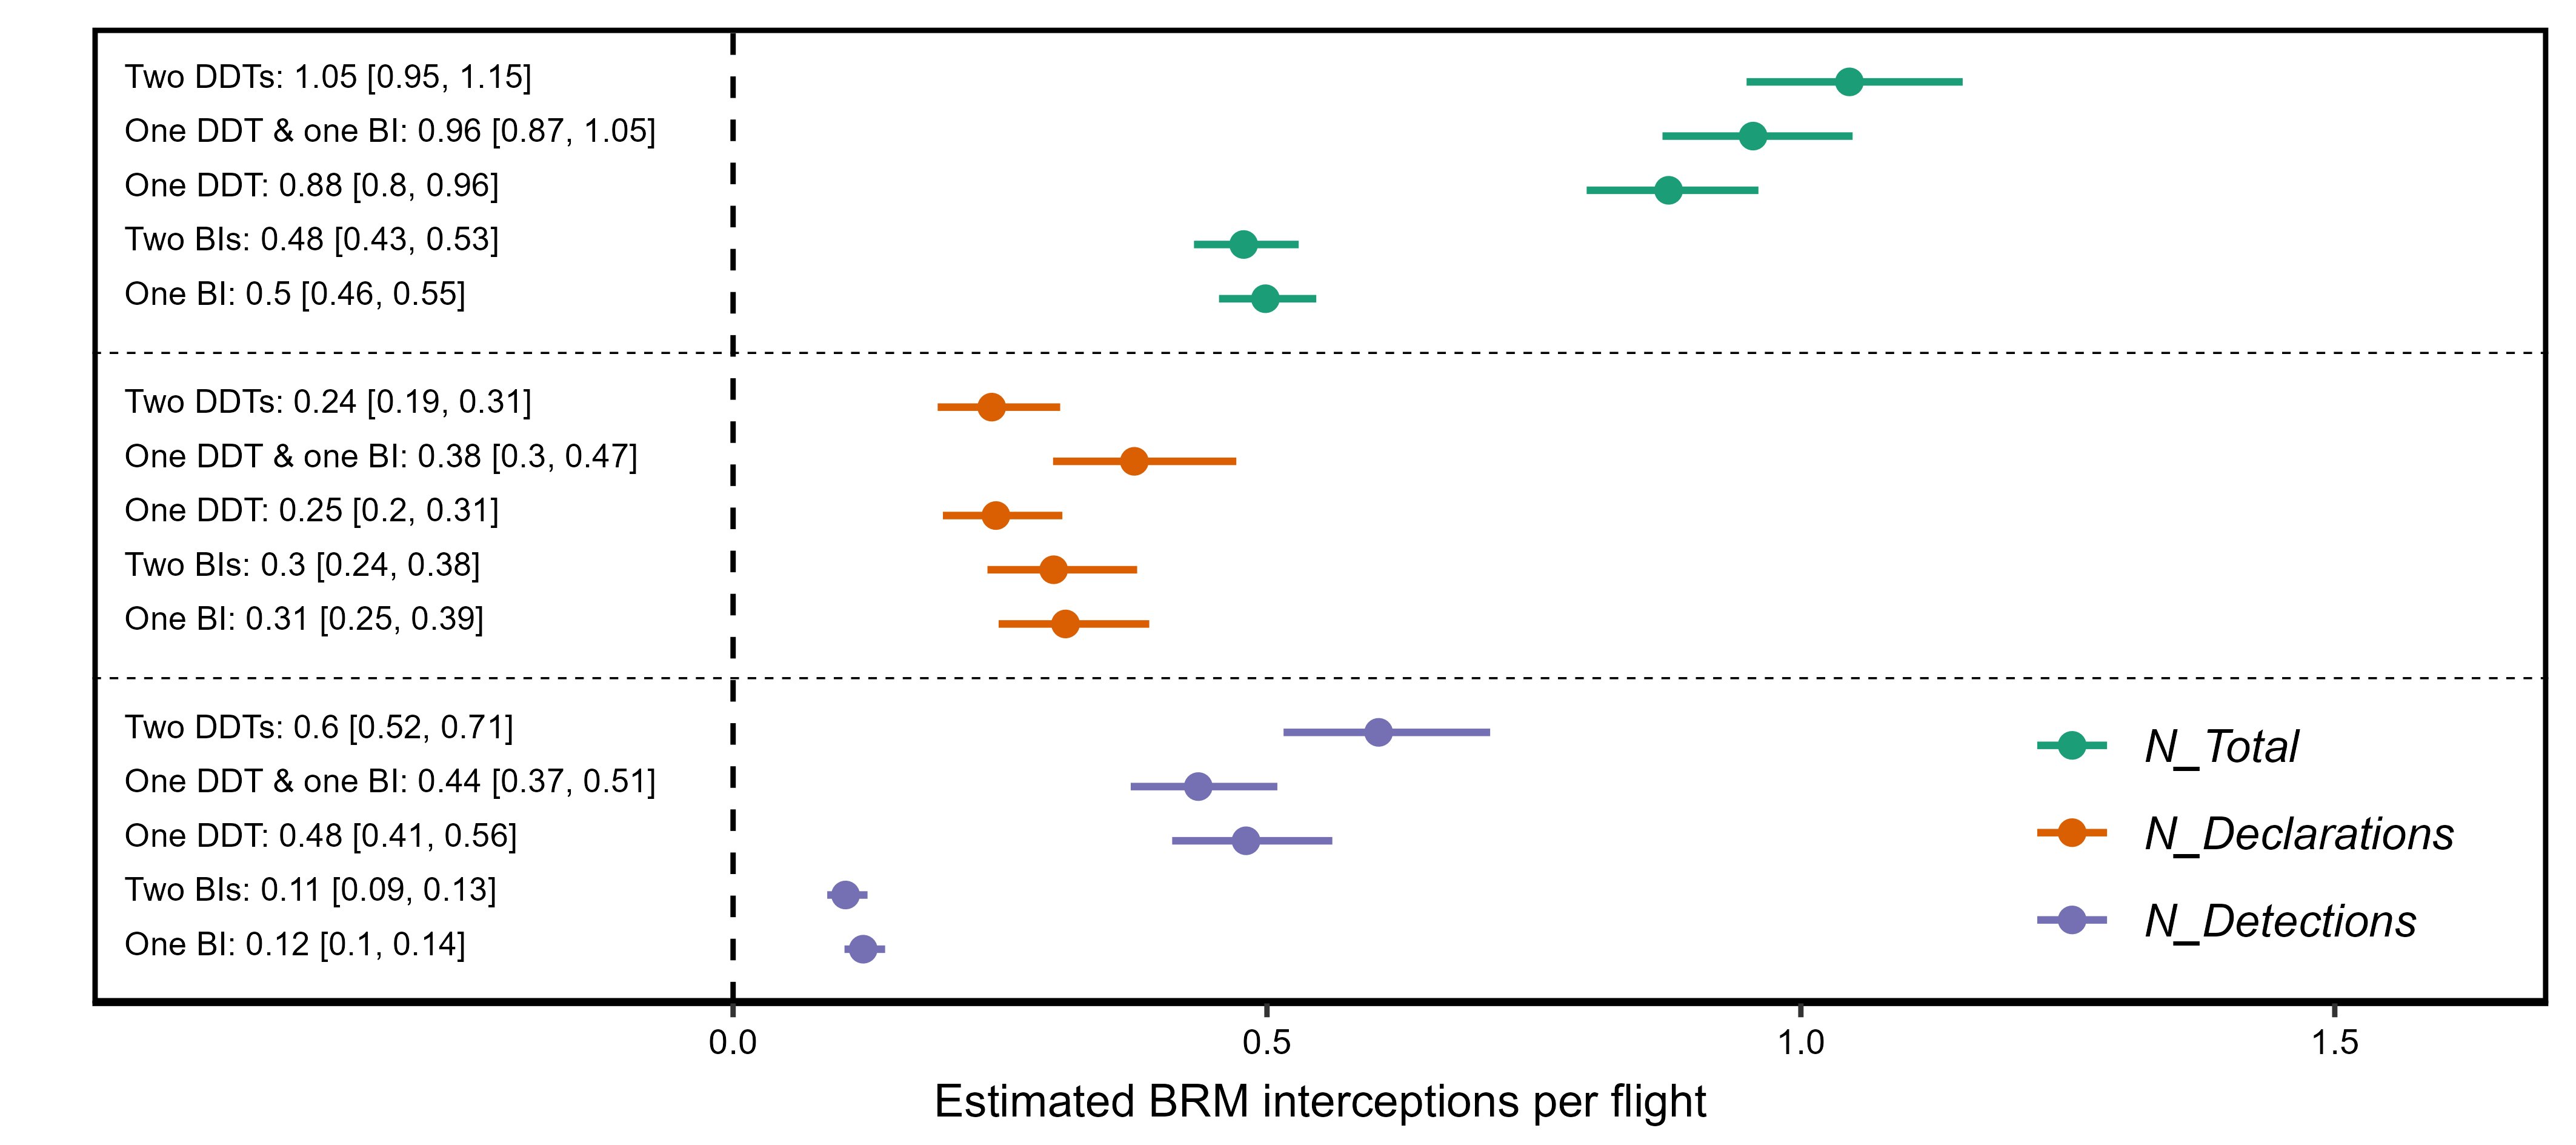 Two DDTs: 1.05 [0.95, 1.15]
One DDT & one BI: 0.96 [0.87, 1.05]
One DDT: 0.88 [0.8, 0.96]
Two BIs: 0.48 [0.43, 0.53]
One BI: 0.5 [0.46, 0.55]
Two DDTs: 0.24 [0.19, 0.31]
One DDT & one BI: 0.38 [0.3, 0.47]
One DDT: 0.25 [0.2, 0.31]
Two BIs: 0.3 [0.24, 0.38]
One BI: 0.31 [0.25, 0.39]
Two DDTs: 0.6 [0.52, 0.71]
One DDT & one BI: 0.44 [0.37, 0.51]
One DDT: 0.48 [0.41, 0.56]
Two BIs: 0.11 [0.09, 0.13]
One BI: 0.12 [0.1, 0.14]
N_Total
N_Declarations
N_Detections
0.0 0.5 1.0 1.5
Estimated BRM interceptions per flight